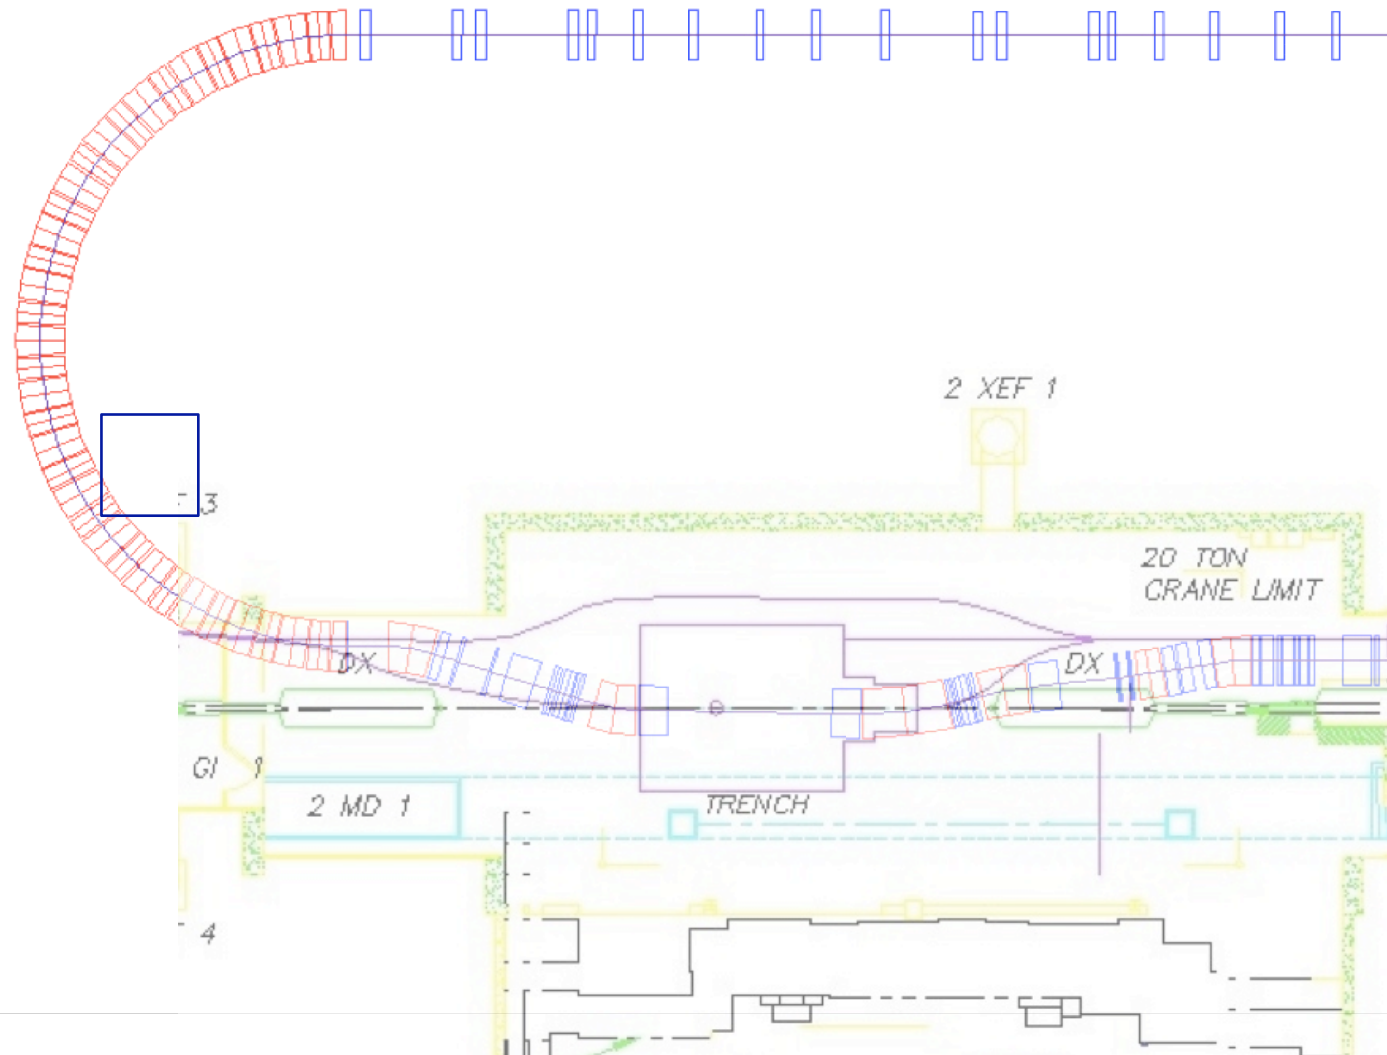 2 XEF 1
3
20 TON
CRANE LIMIT
DX
DX
GI 1
2 MD 1
TRENCH
4